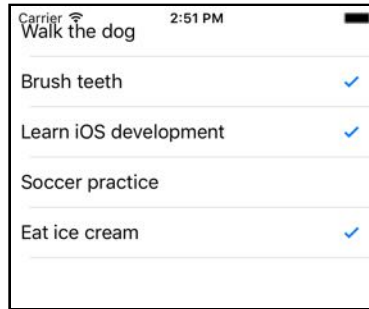 Carrier 2:51 PM
Walk the dog
Brush teeth
Learn iOS development
Soccer practice
Eat ice cream